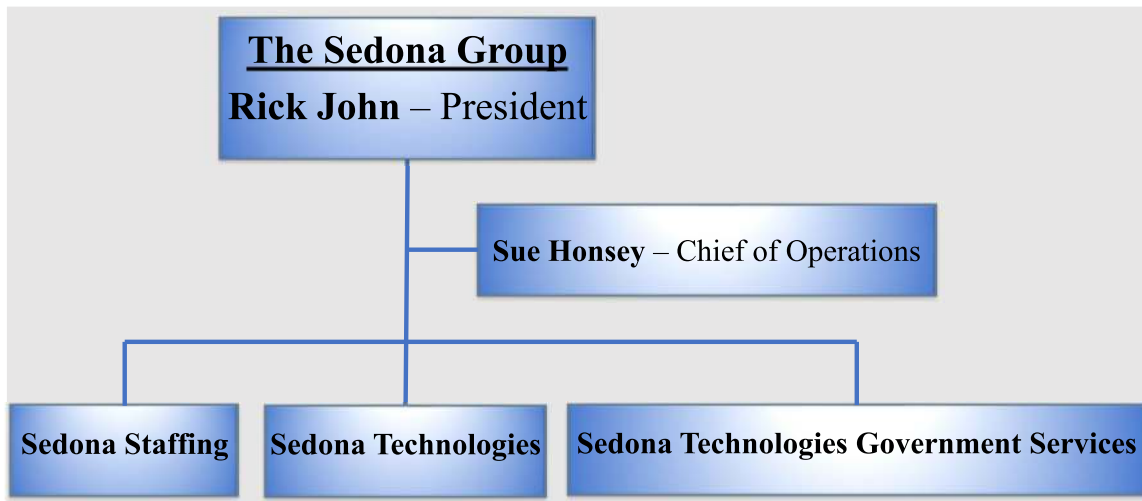 The Sedona Group
Rick John – President
Sue Honsey – Chief of Operations
Sedona Staffing
Sedona Technologies
Sedona Technologies Government Services